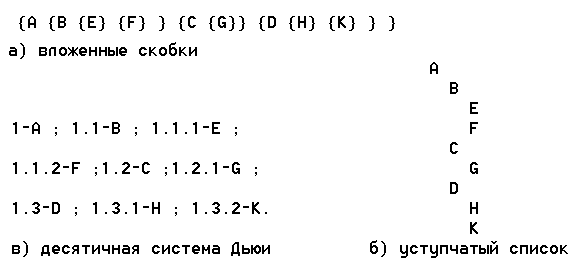 {A {B {E} {F} } {C {G}} {D {H} {K} } }
а) вложенные скобки
A
B
E
1-A ; 1.1-B ; 1.1.1-E ;
F
C
1.1.2-F ;1.2-C ;1.2.1-G ;
G
D
1.3-D ; 1.3.1-H ; 1.3.2-K.
H
K
в) десятичная система Дьюи
б) уступчатый список